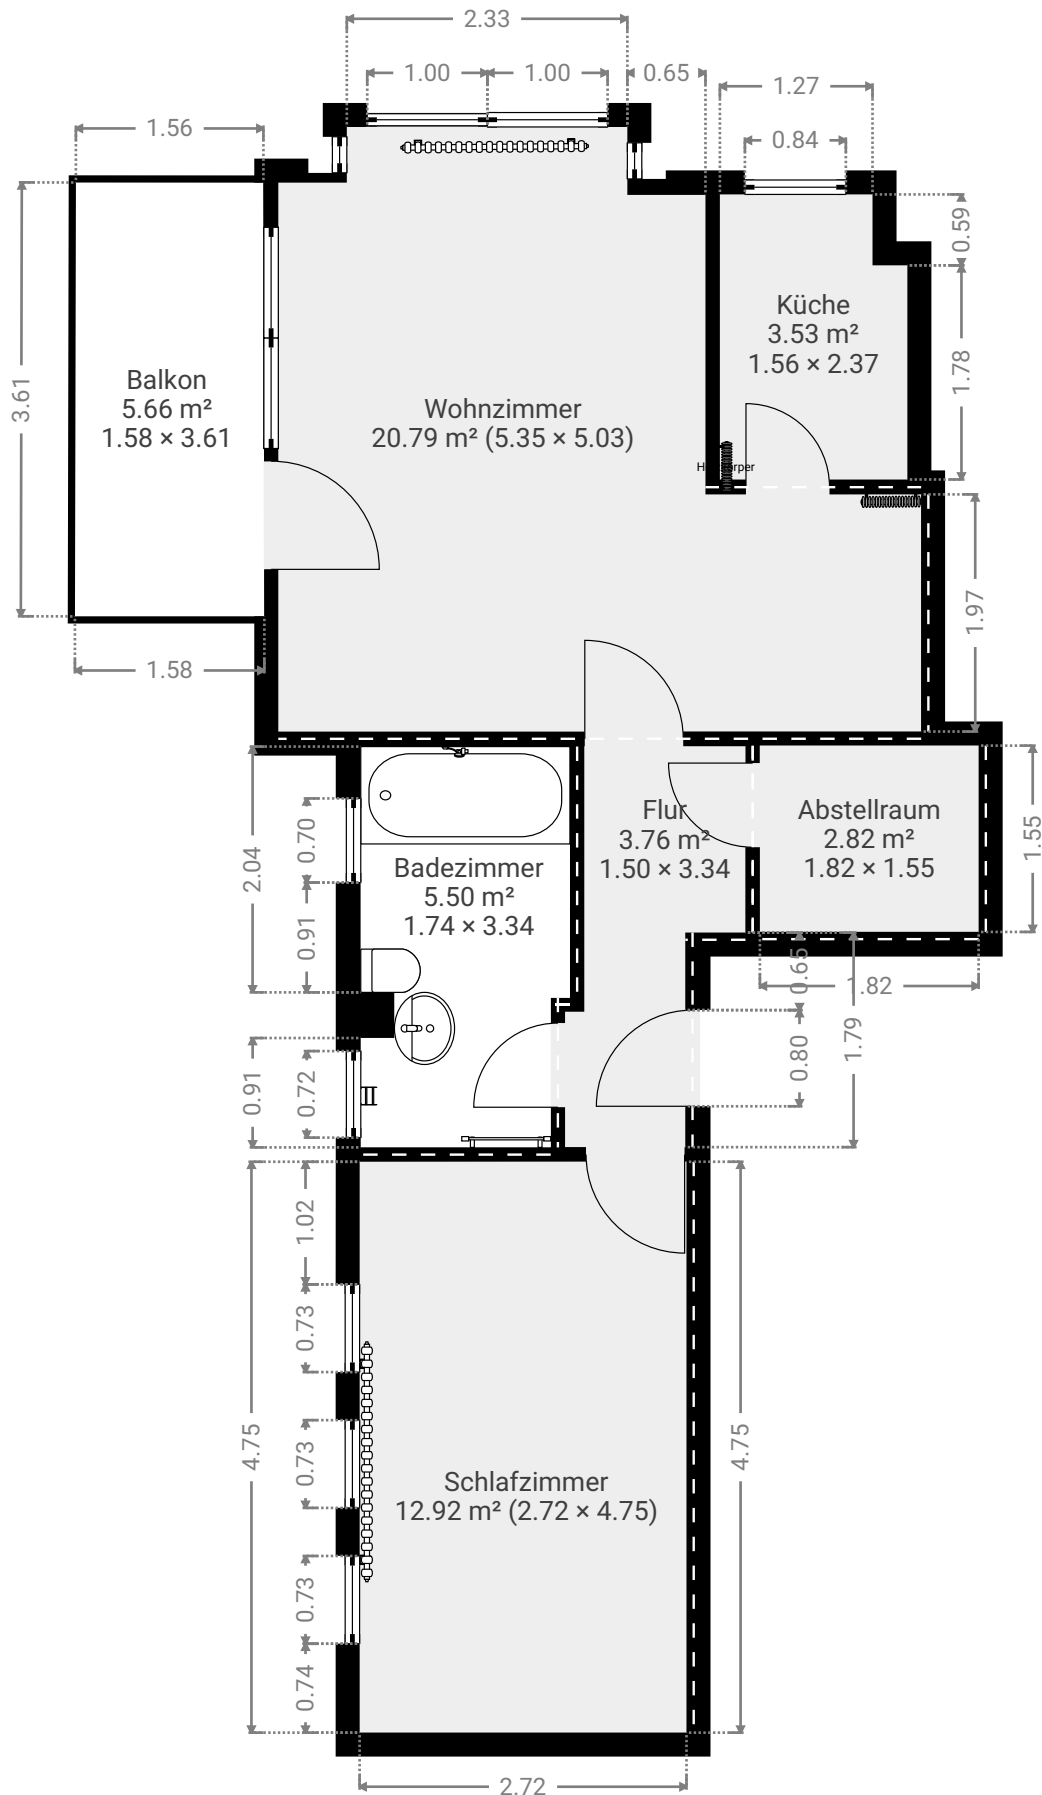 2.33
1.00
1.00
0.65
1.27
1.56
0.84
0.59
Küche
3.53 m²
1.56 × 2.37
1.78
3.61
Balkon
5.66 m²
1.58 × 3.61
Wohnzimmer
20.79 m² (5.35 × 5.03)
1.97
1.58
2.04
0.70
0.91
Badezimmer
5.50 m²
1.74 × 3.34
Flur
3.76 m²
1.50 × 3.34
Abstellraum
2.82 m²
1.82 × 1.55
1.55
0.65
1.82
1.79
0.80
0.91
0.72
1.02
0.73
4.75
0.73
4.75
Schlafzimmer
12.92 m² (2.72 × 4.75)
0.73
0.74
2.72